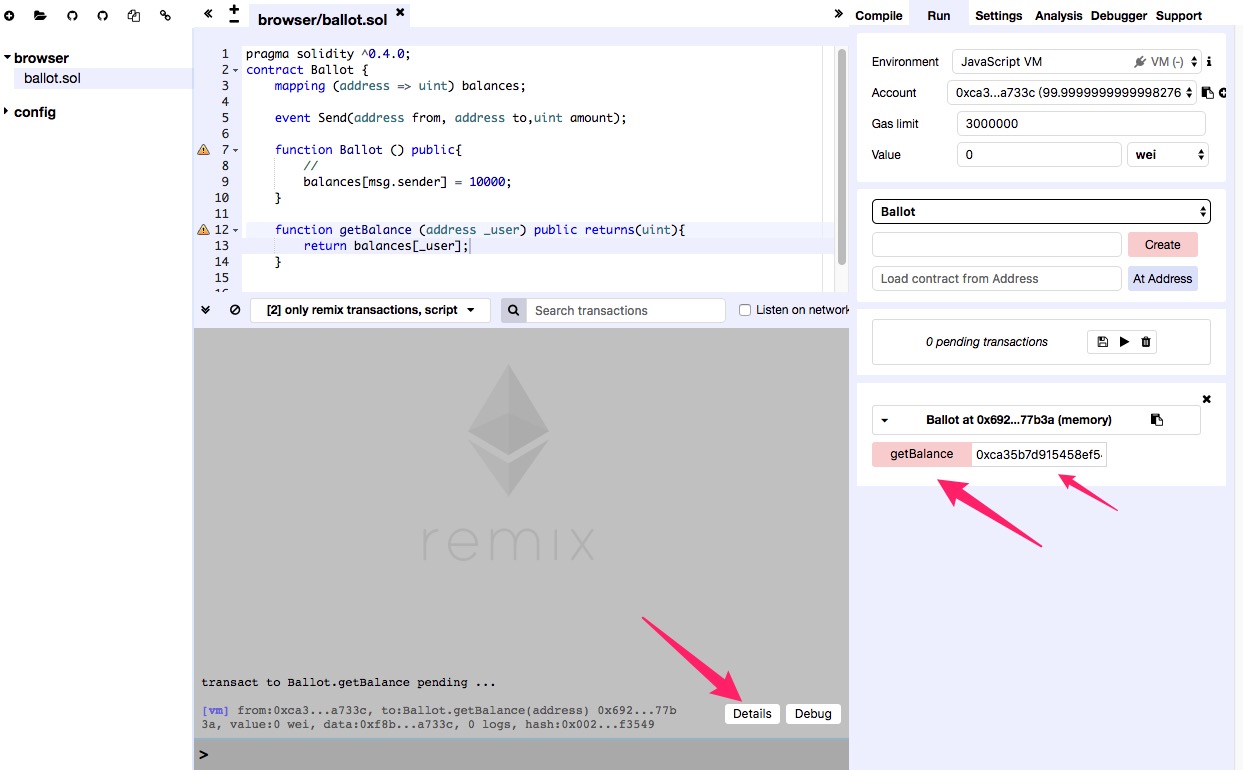 browser
ballot.sol
config
browser/ballot.sol
1 pragma solidity ^0.4.0;
2 contract Ballot {
3 mapping (address => uint) balances;
4
5 event Send(address from, address to,uint amount);
6
7 function Ballot () public{
8 //
9 balances[msg.sender] = 10000;
10 }
11
12 function getBalance (address _user) public returns(uint){
13 return balances[_user];
14 }
15
[2] only remix transactions, script
Search transactions
Listen on network
remix
transact to Ballot.getBalance pending ...
[vm] from:0xca3...a733c, to:Ballot.getBalance(address) 0x692...77b
3a, value:0 wei, data:0xf8b...a733c, 0 logs, hash:0x002...f3549
Details Debug
>
Compile Run Settings Analysis Debugger Support
Environment JavaScript VM VM (-)
Account 0xca3...a733c (99.9999999999998276
Gas limit 3000000
Value 0 wei
Ballot
Create
Load contract from Address At Address
0 pending transactions
Ballot at 0x692...77b3a (memory)
getBalance 0xca35b7d915458ef5